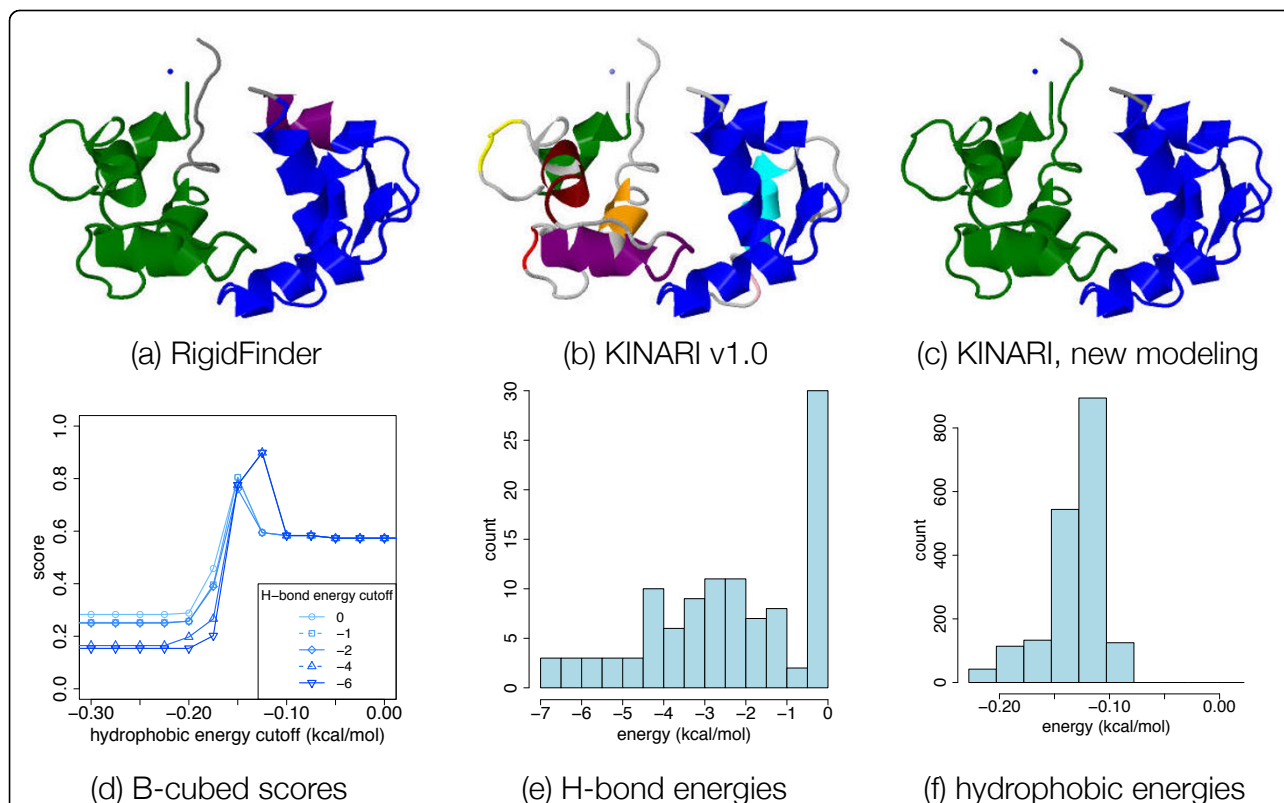 (a) RigidFinder
(b) KINARI v1.0
(c) KINARI, new modeling
1.0
0.8
0.6
0.4
0.2
0.0
score
H-bond energy cutoff
0
−1
−2
−4
−6
−0.30
−0.20
−0.10
0.00
hydrophobic energy cutoff (kcal/mol)
(d) B-cubed scores
30
25
20
15
10
5
0
count
−7
−6
−5
−4
−3
−2
−1
0
energy (kcal/mol)
(e) H-bond energies
800
600
400
200
0
count
−0.20
−0.10
0.00
energy (kcal/mol)
(f) hydrophobic energies